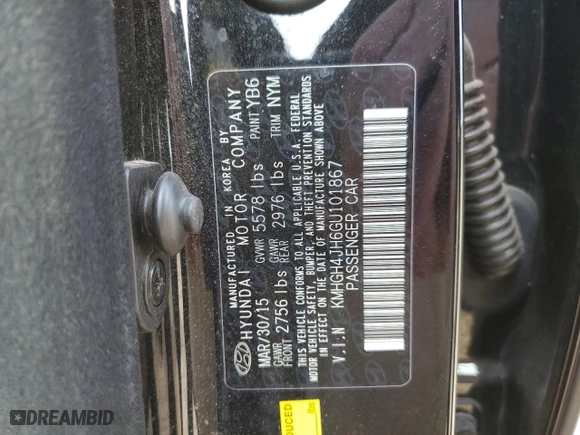 MANUFACTURED IN KOREA BY
HYUNDAI MOTOR COMPANY
MAR/30/15 GVWR 5578 lbs PAINT YB6
GAWR FRONT 2756 lbs GAWR REAR 2976 lbs TRIM NYM
THIS VEHICLE CONFORMS TO ALL APPLICABLE U.S.A. FEDERAL
MOTOR VEHICLE SAFETY, BUMPER, AND THEFT PREVENTION STANDARDS
IN EFFECT ON THE DATE OF MANUFACTURE SHOWN ABOVE.
V.I.N KMHGH4JH6GU101867
PASSENGER CAR
DUCED
lbs
DREAMBID